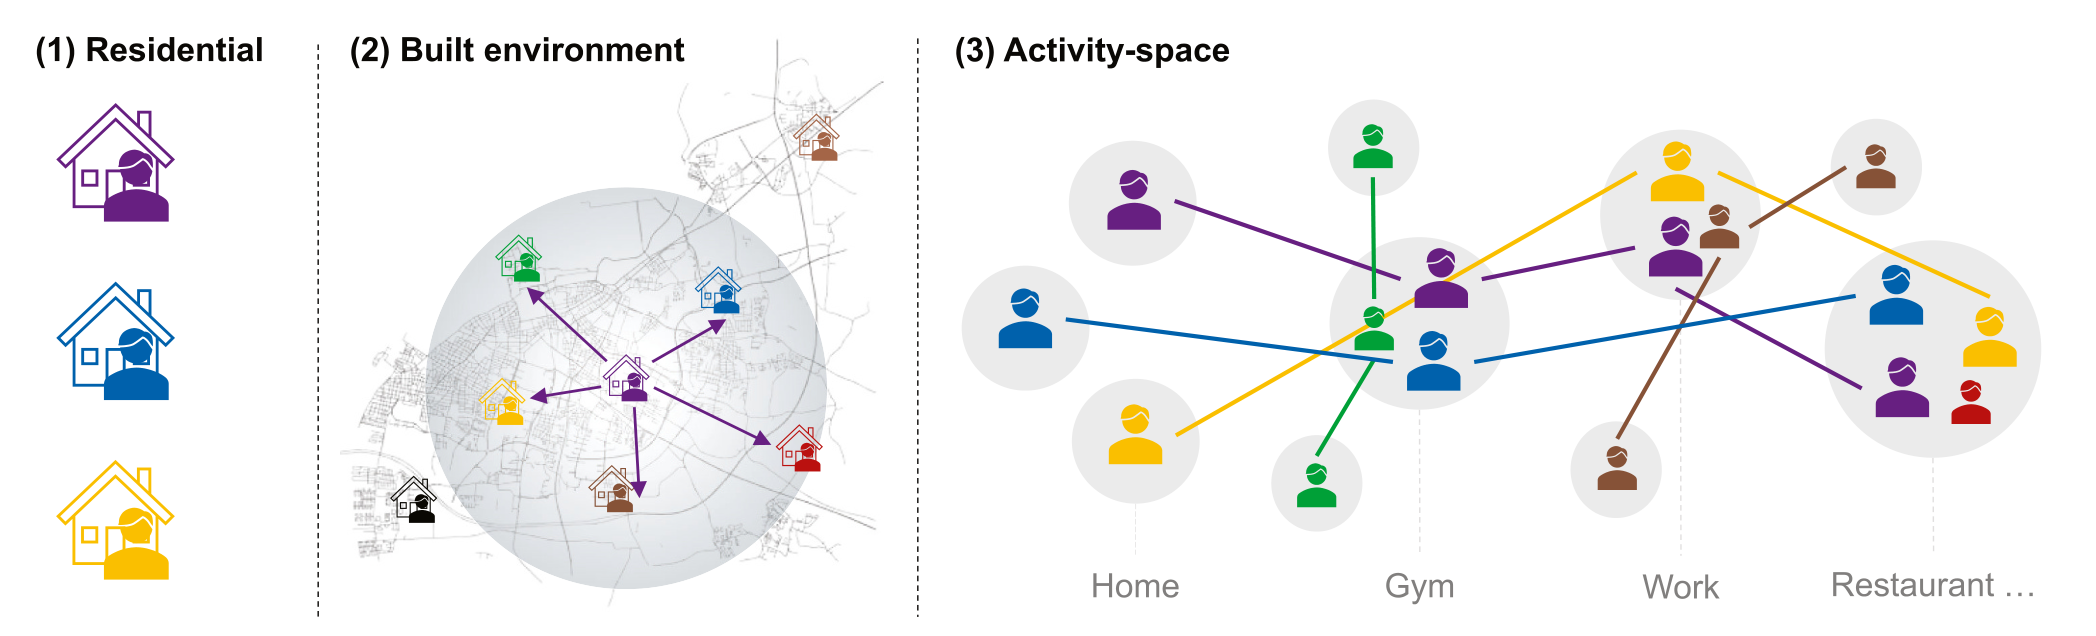 (1) Residential
(2) Built environment
(3) Activity-space
Home
Gym
Work
Restaurant …